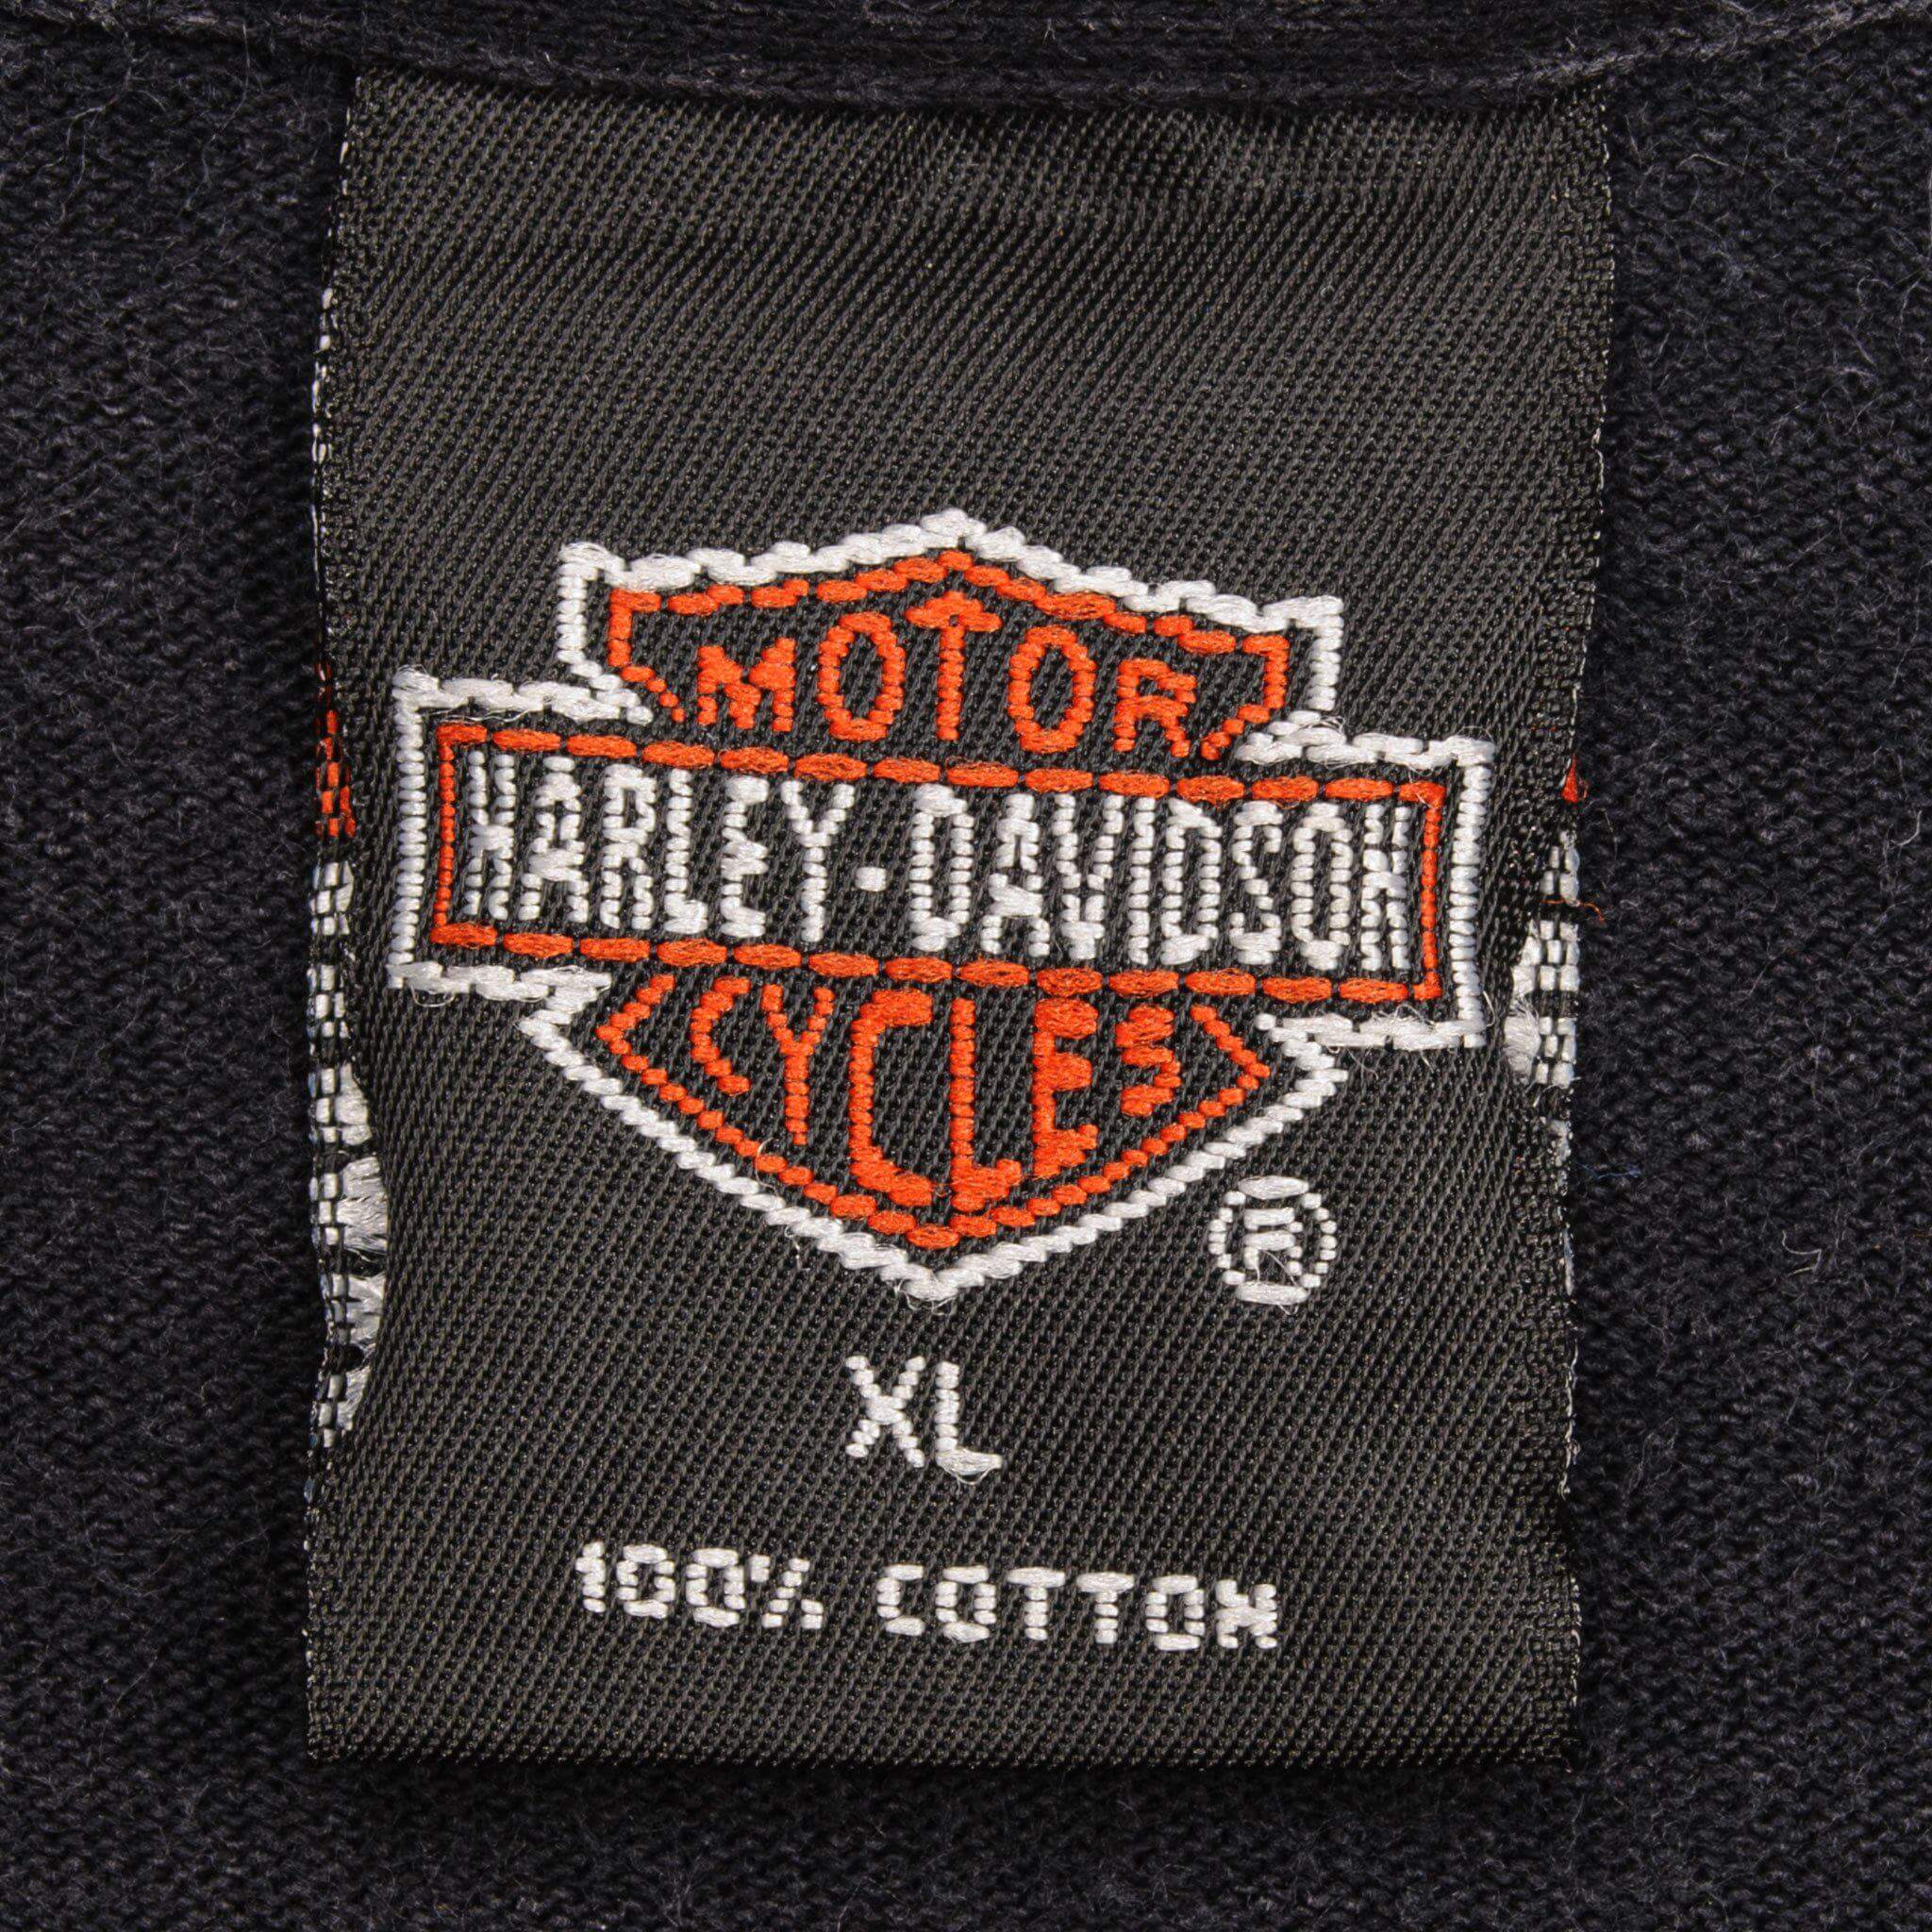 MOTOR
HARLEY-DAVIDSON
CYCLES
®
XL
100% COTTON